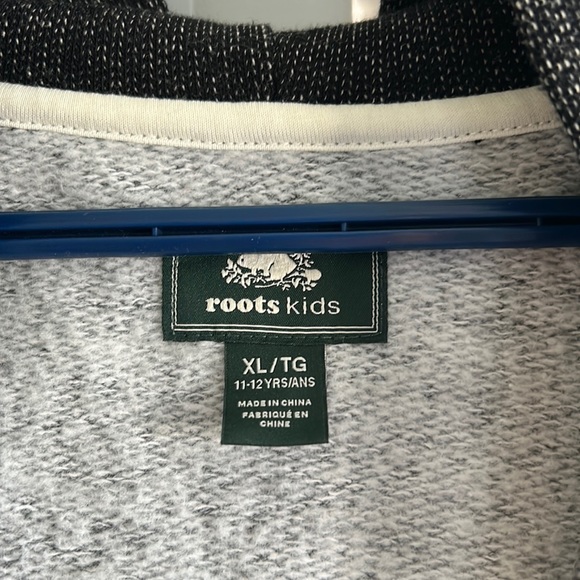 roots kids
XL/TG
11-12 YRS/ANS
MADE IN CHINA
FABRIQUÉ EN
CHINE